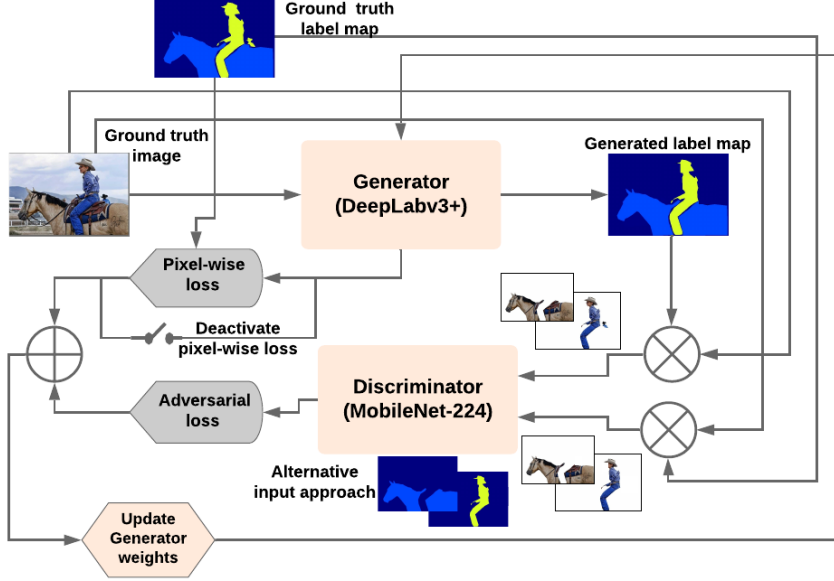 Ground truth
label map
Ground truth
image
Generator
(DeepLabv3+)
Generated label map
Pixel-wise
loss
Deactivate
pixel-wise loss
Adversarial
loss
Discriminator
(MobileNet-224)
Alternative
input approach
Update
Generator
weights